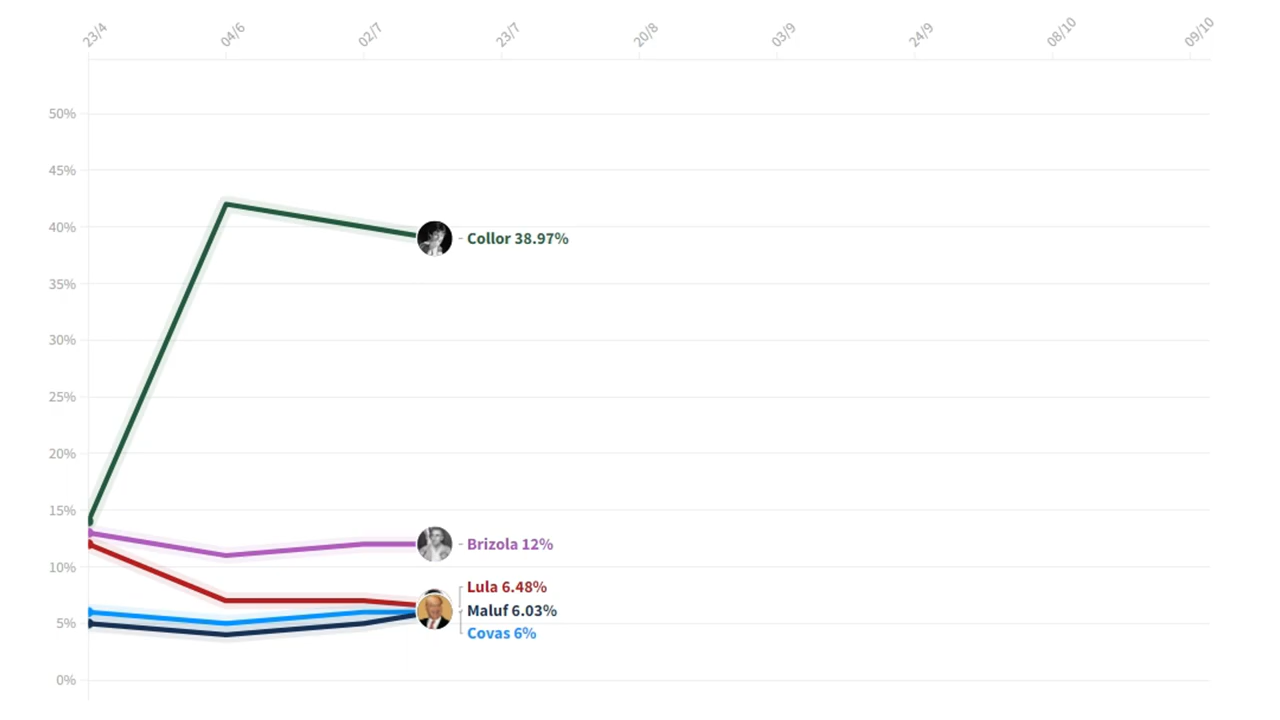 23/4 04/6 02/7 23/7 20/8 03/9 24/9 08/10 09/10
50%
45%
40%
Collor 38.97%
35%
30%
25%
20%
15%
Brizola 12%
10%
Lula 6.48%
Maluf 6.03%
5%
Covas 6%
0%